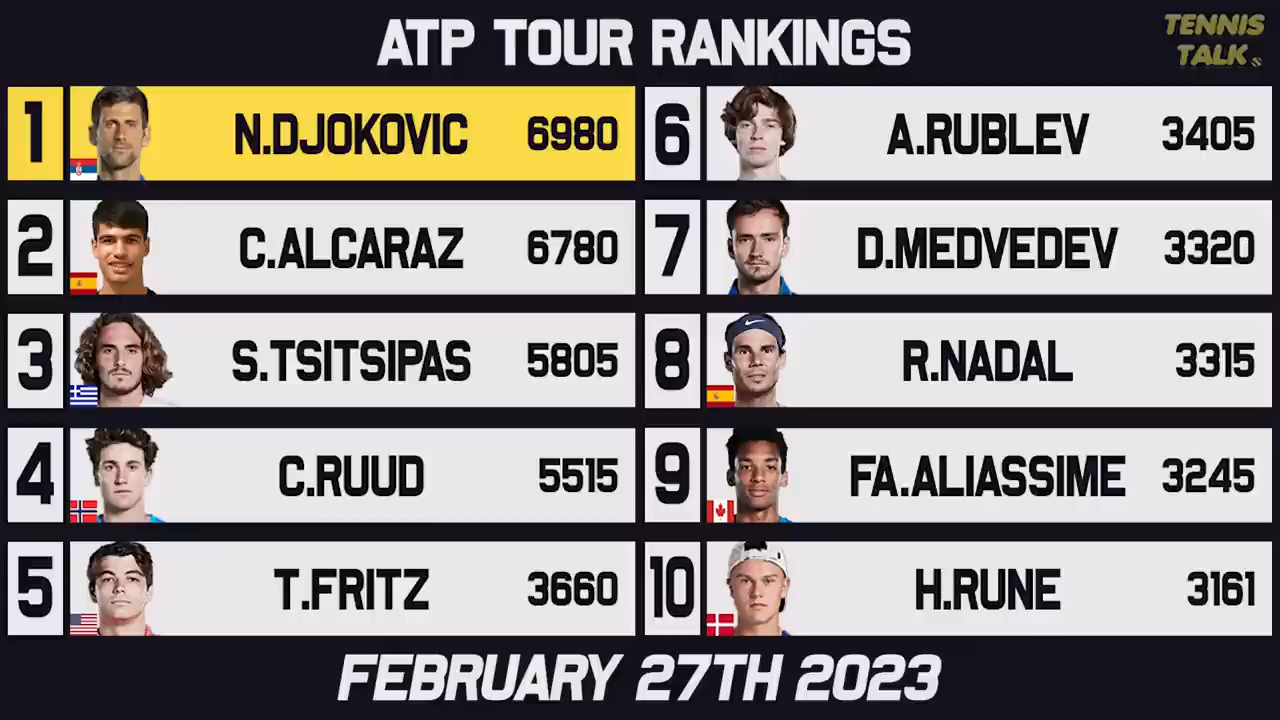 ATP TOUR RANKINGS
TENNIS
TALK
1 N.DJOKOVIC 6980
2 C.ALCARAZ 6780
3 S.TSITSIPAS 5805
4 C.RUUD 5515
5 T.FRITZ 3660
6 A.RUBLEV 3405
7 D.MEDVEDEV 3320
8 R.NADAL 3315
9 FA.ALIASSIME 3245
10 H.RUNE 3161
FEBRUARY 27TH 2023